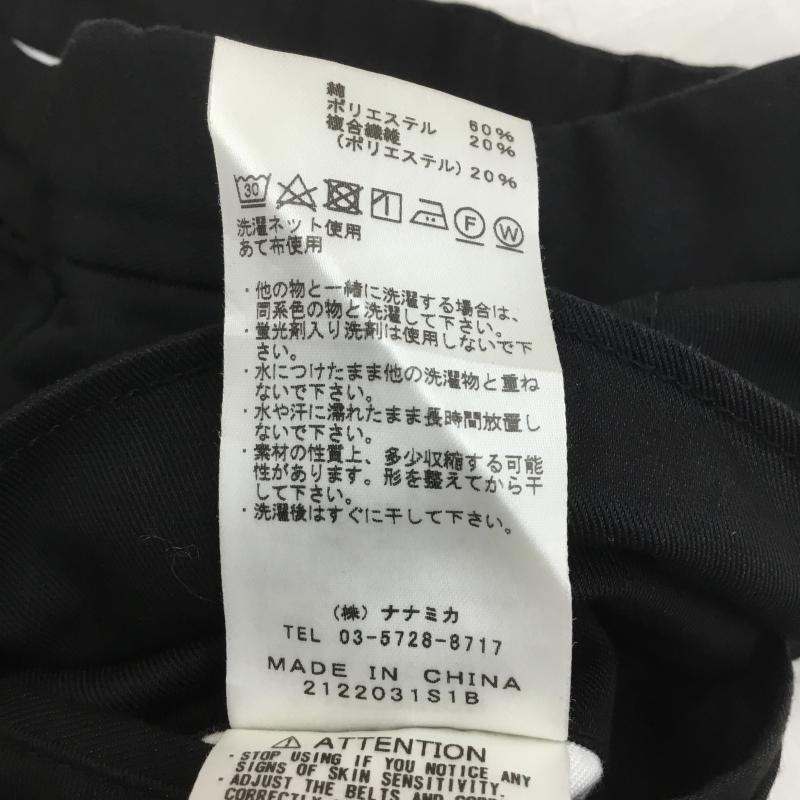 綿 60%
ポリエステル 20%
複合繊維
(ポリエステル) 20%
30 F W
洗濯ネット使用
あて布使用
・他の物と一緒に洗濯する場合は、
同系色の物と洗濯して下さい。
・蛍光剤入り洗剤は使用しないで下
さい。
・水につけたまま他の洗濯物と重ね
ないで下さい。
・水や汗に濡れたまま長時間放置し
ないで下さい。
・素材の性質上、多少収縮する可能
性があります。形を整えてから干
して下さい。
・洗濯後はすぐに干して下さい。
(株) ナナミカ
TEL 03-5728-8717
MADE IN CHINA
2122031S1B
⚠ ATTENTION
・STOP USING IF YOU NOTICE ANY
SIGNS OF SKIN SENSITIVITY.
・ADJUST THE BELTS AND